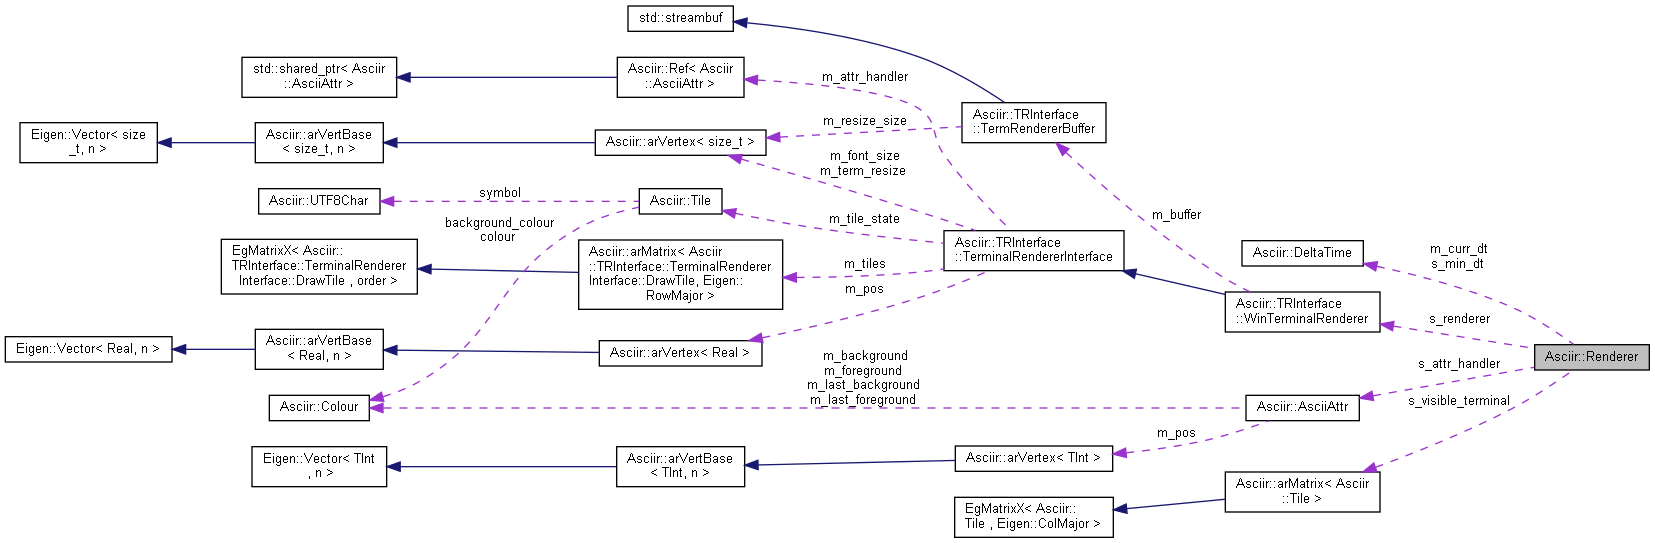 std::streambuf
std::shared_ptr< Asciir
::AsciiAttr >
Asciir::Ref< Asciir
::AsciiAttr >
m_attr_handler
Asciir::TRInterface
::TermRendererBuffer
Eigen::Vector< size
_t, n >
Asciir::arVertBase
< size_t, n >
Asciir::arVertex< size_t >
m_resize_size
m_font_size
m_term_resize
Asciir::UTF8Char
symbol
Asciir::Tile
m_tile_state
m_buffer
background_colour
colour
EgMatrixX< Asciir::
TRInterface::TerminalRenderer
Interface::DrawTile , order >
Asciir::arMatrix< Asciir
::TRInterface::TerminalRenderer
Interface::DrawTile, Eigen::
RowMajor >
m_tiles
m_pos
Asciir::TRInterface
::TerminalRendererInterface
Asciir::DeltaTime
m_curr_dt
s_min_dt
Asciir::TRInterface
::WinTerminalRenderer
s_renderer
Eigen::Vector< Real, n >
Asciir::arVertBase
< Real, n >
Asciir::arVertex< Real >
Asciir::Renderer
m_background
m_foreground
m_last_background
m_last_foreground
s_attr_handler
Asciir::Colour
Asciir::AsciiAttr
s_visible_terminal
m_pos
Eigen::Vector< TInt
, n >
Asciir::arVertBase
< TInt, n >
Asciir::arVertex< TInt >
Asciir::arMatrix< Asciir
::Tile >
EgMatrixX< Asciir::
Tile , Eigen::ColMajor >